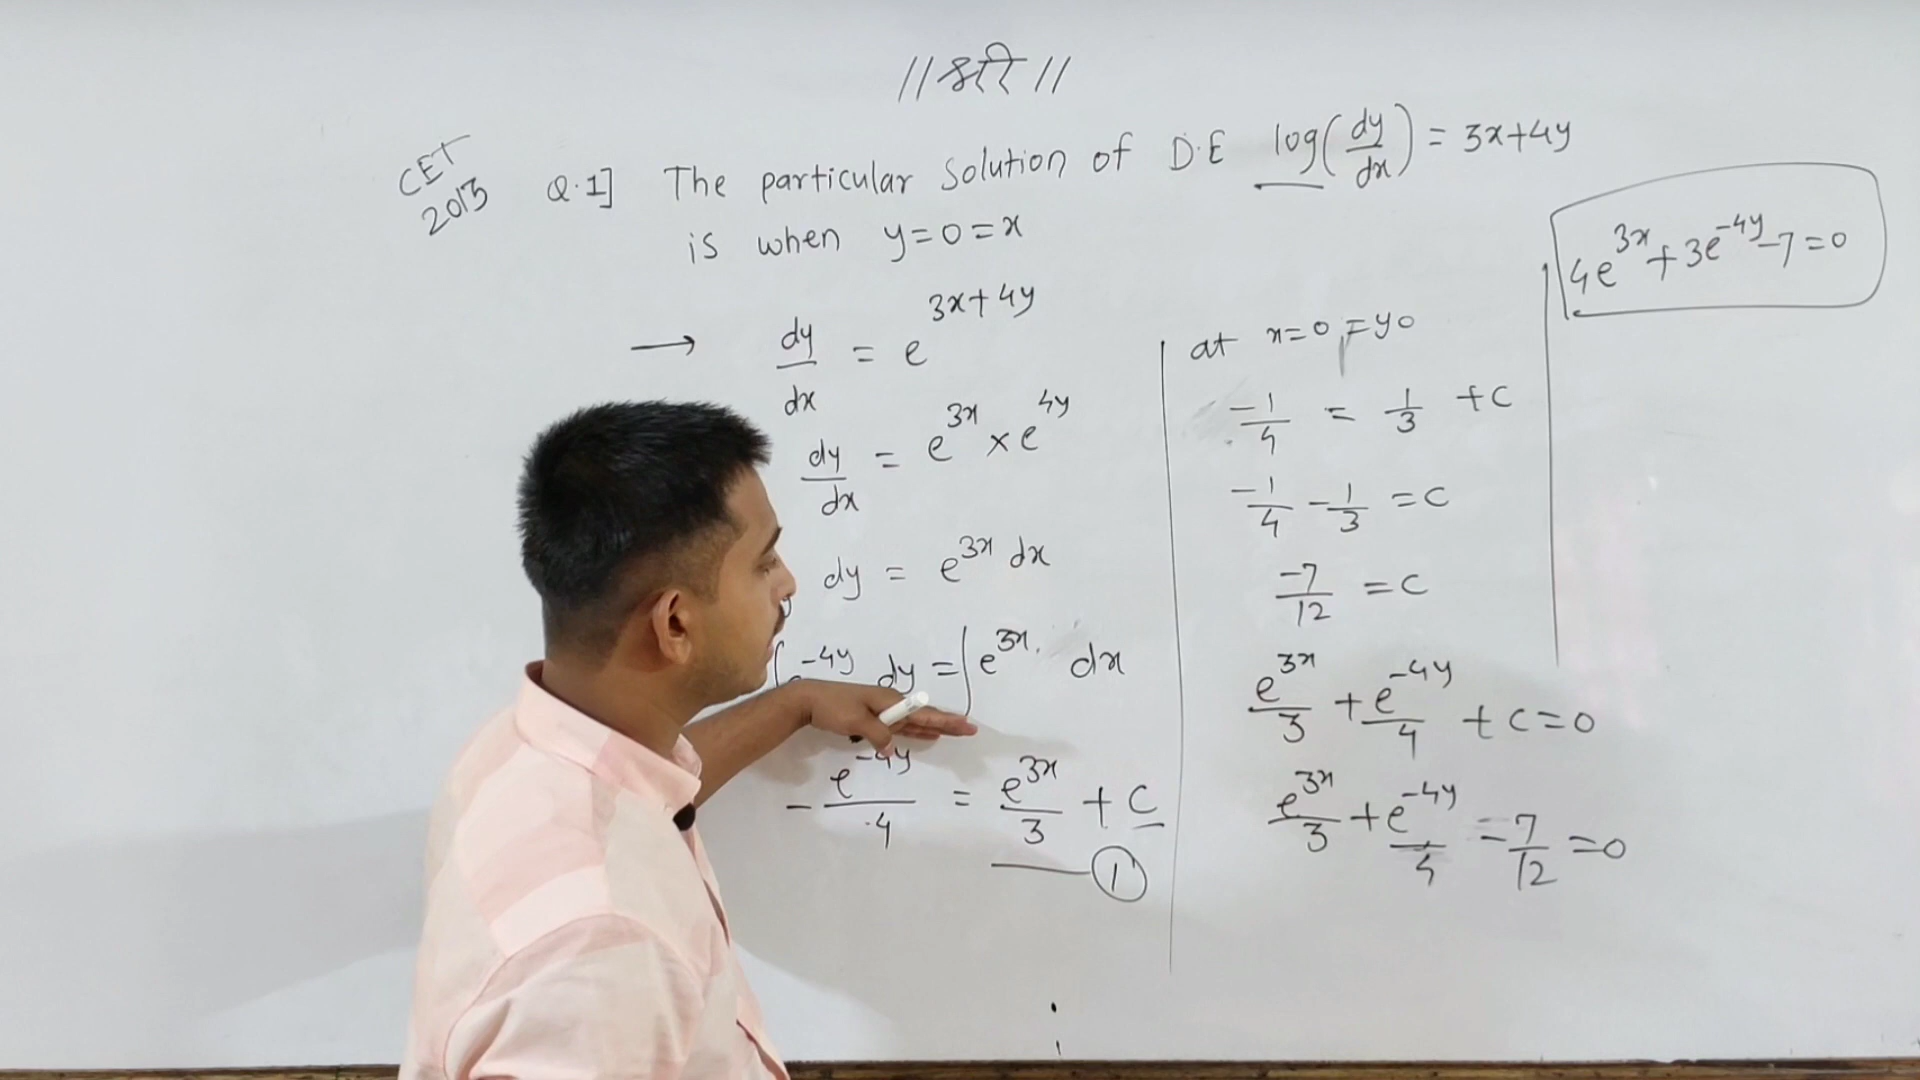 //श्री//
CET
2013
Q.1] The particular solution of D.E log(dy/dx) = 3x+4y
is when y=0=x
→ dy/dx = e^{3x+4y}
dy/dx = e^{3x} × e^{4y}
dy = e^{3x} dx
-4y dy = ∫e^{3x}. dx
- e^{-4y}/4 = e^{3x}/3 + C
①
at x=0,=y0
-1/4 = 1/3 + C
-1/4 - 1/3 = C
-7/12 = C
e^{3x}/3 + e^{-4y}/4 + C = 0
e^{3x}/3 + e^{-4y}/4 - 7/12 = 0
4e^{3x} + 3e^{-4y} - 7 = 0